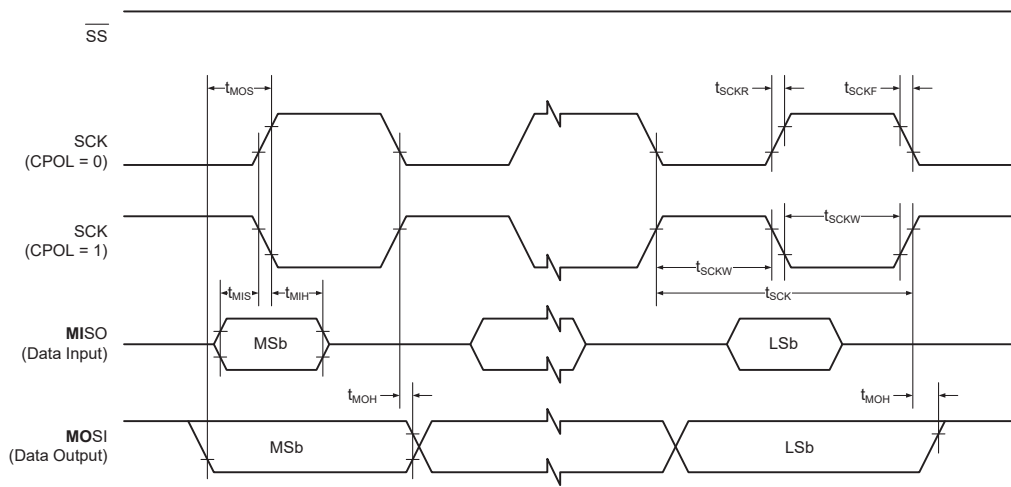 SS
tMOS
tSCKR
tSCKF
SCK
(CPOL = 0)
SCK
(CPOL = 1)
tSCKW
tSCKW
tMIS
tMIH
tSCK
MISO
(Data Input)
MSb
LSb
tMOH
tMOH
MOSI
(Data Output)
MSb
LSb